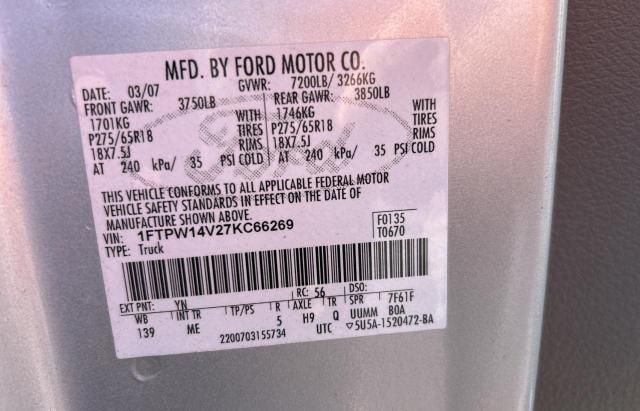 MFD. BY FORD MOTOR CO.
DATE: 03/07 GVWR: 7200LB/ 3266KG
FRONT GAWR: 3750LB REAR GAWR: 3850LB
1701KG WITH 1746KG WITH
P275/65R18 TIRES P275/65R18 TIRES
18X7.5J RIMS 18X7.5J RIMS
AT 240 kPa/ 35 PSI COLD AT 240 kPa/ 35 PSI COLD
THIS VEHICLE CONFORMS TO ALL APPLICABLE FEDERAL MOTOR
VEHICLE SAFETY STANDARDS IN EFFECT ON THE DATE OF
MANUFACTURE SHOWN ABOVE.
VIN: 1FTPW14V27KC66269 F0135
TYPE: Truck T0670
RC: 56 DSO:
EXT PNT: YN
WB INT TR TP/PS R AXLE TR SPR 7F61F
139 ME 5 H9 Q UUMM B0A
2200703155734 UTC ▽5U5A-1520472-BA
Ford